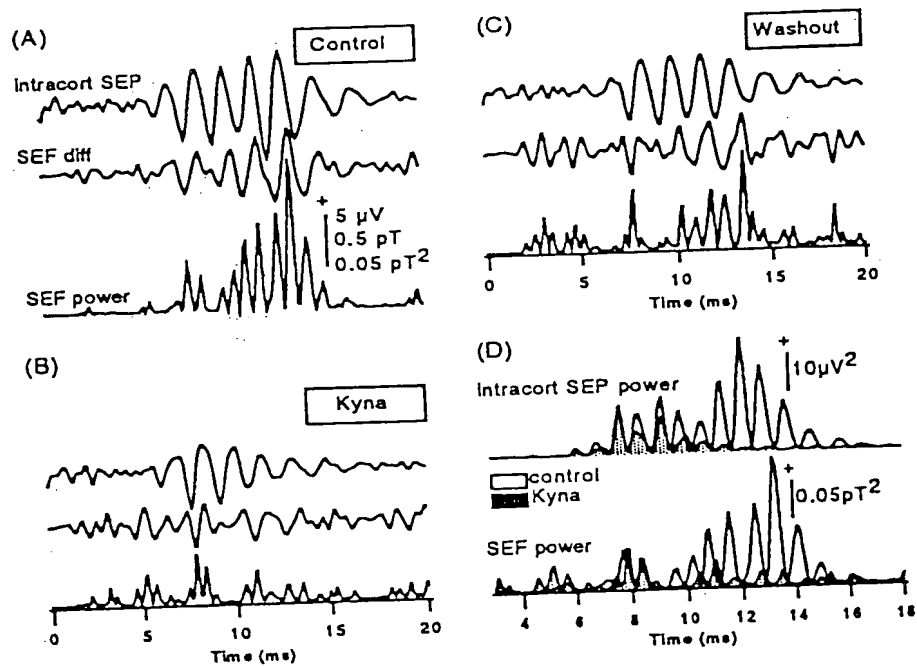 (A)
Control
Intracort SEP
SEF diff
+
5 µV
0.5 pT
0.05 pT²
SEF power
(B)
Kyna
0 5 10 15 20
Time (ms)
(C)
Washout
0 5 10 15 20
Time (ms)
(D)
+
10µV²
Intracort SEP power
control
Kyna
+
0.05pT²
SEF power
4 6 8 10 12 14 16 18
Time (ms)